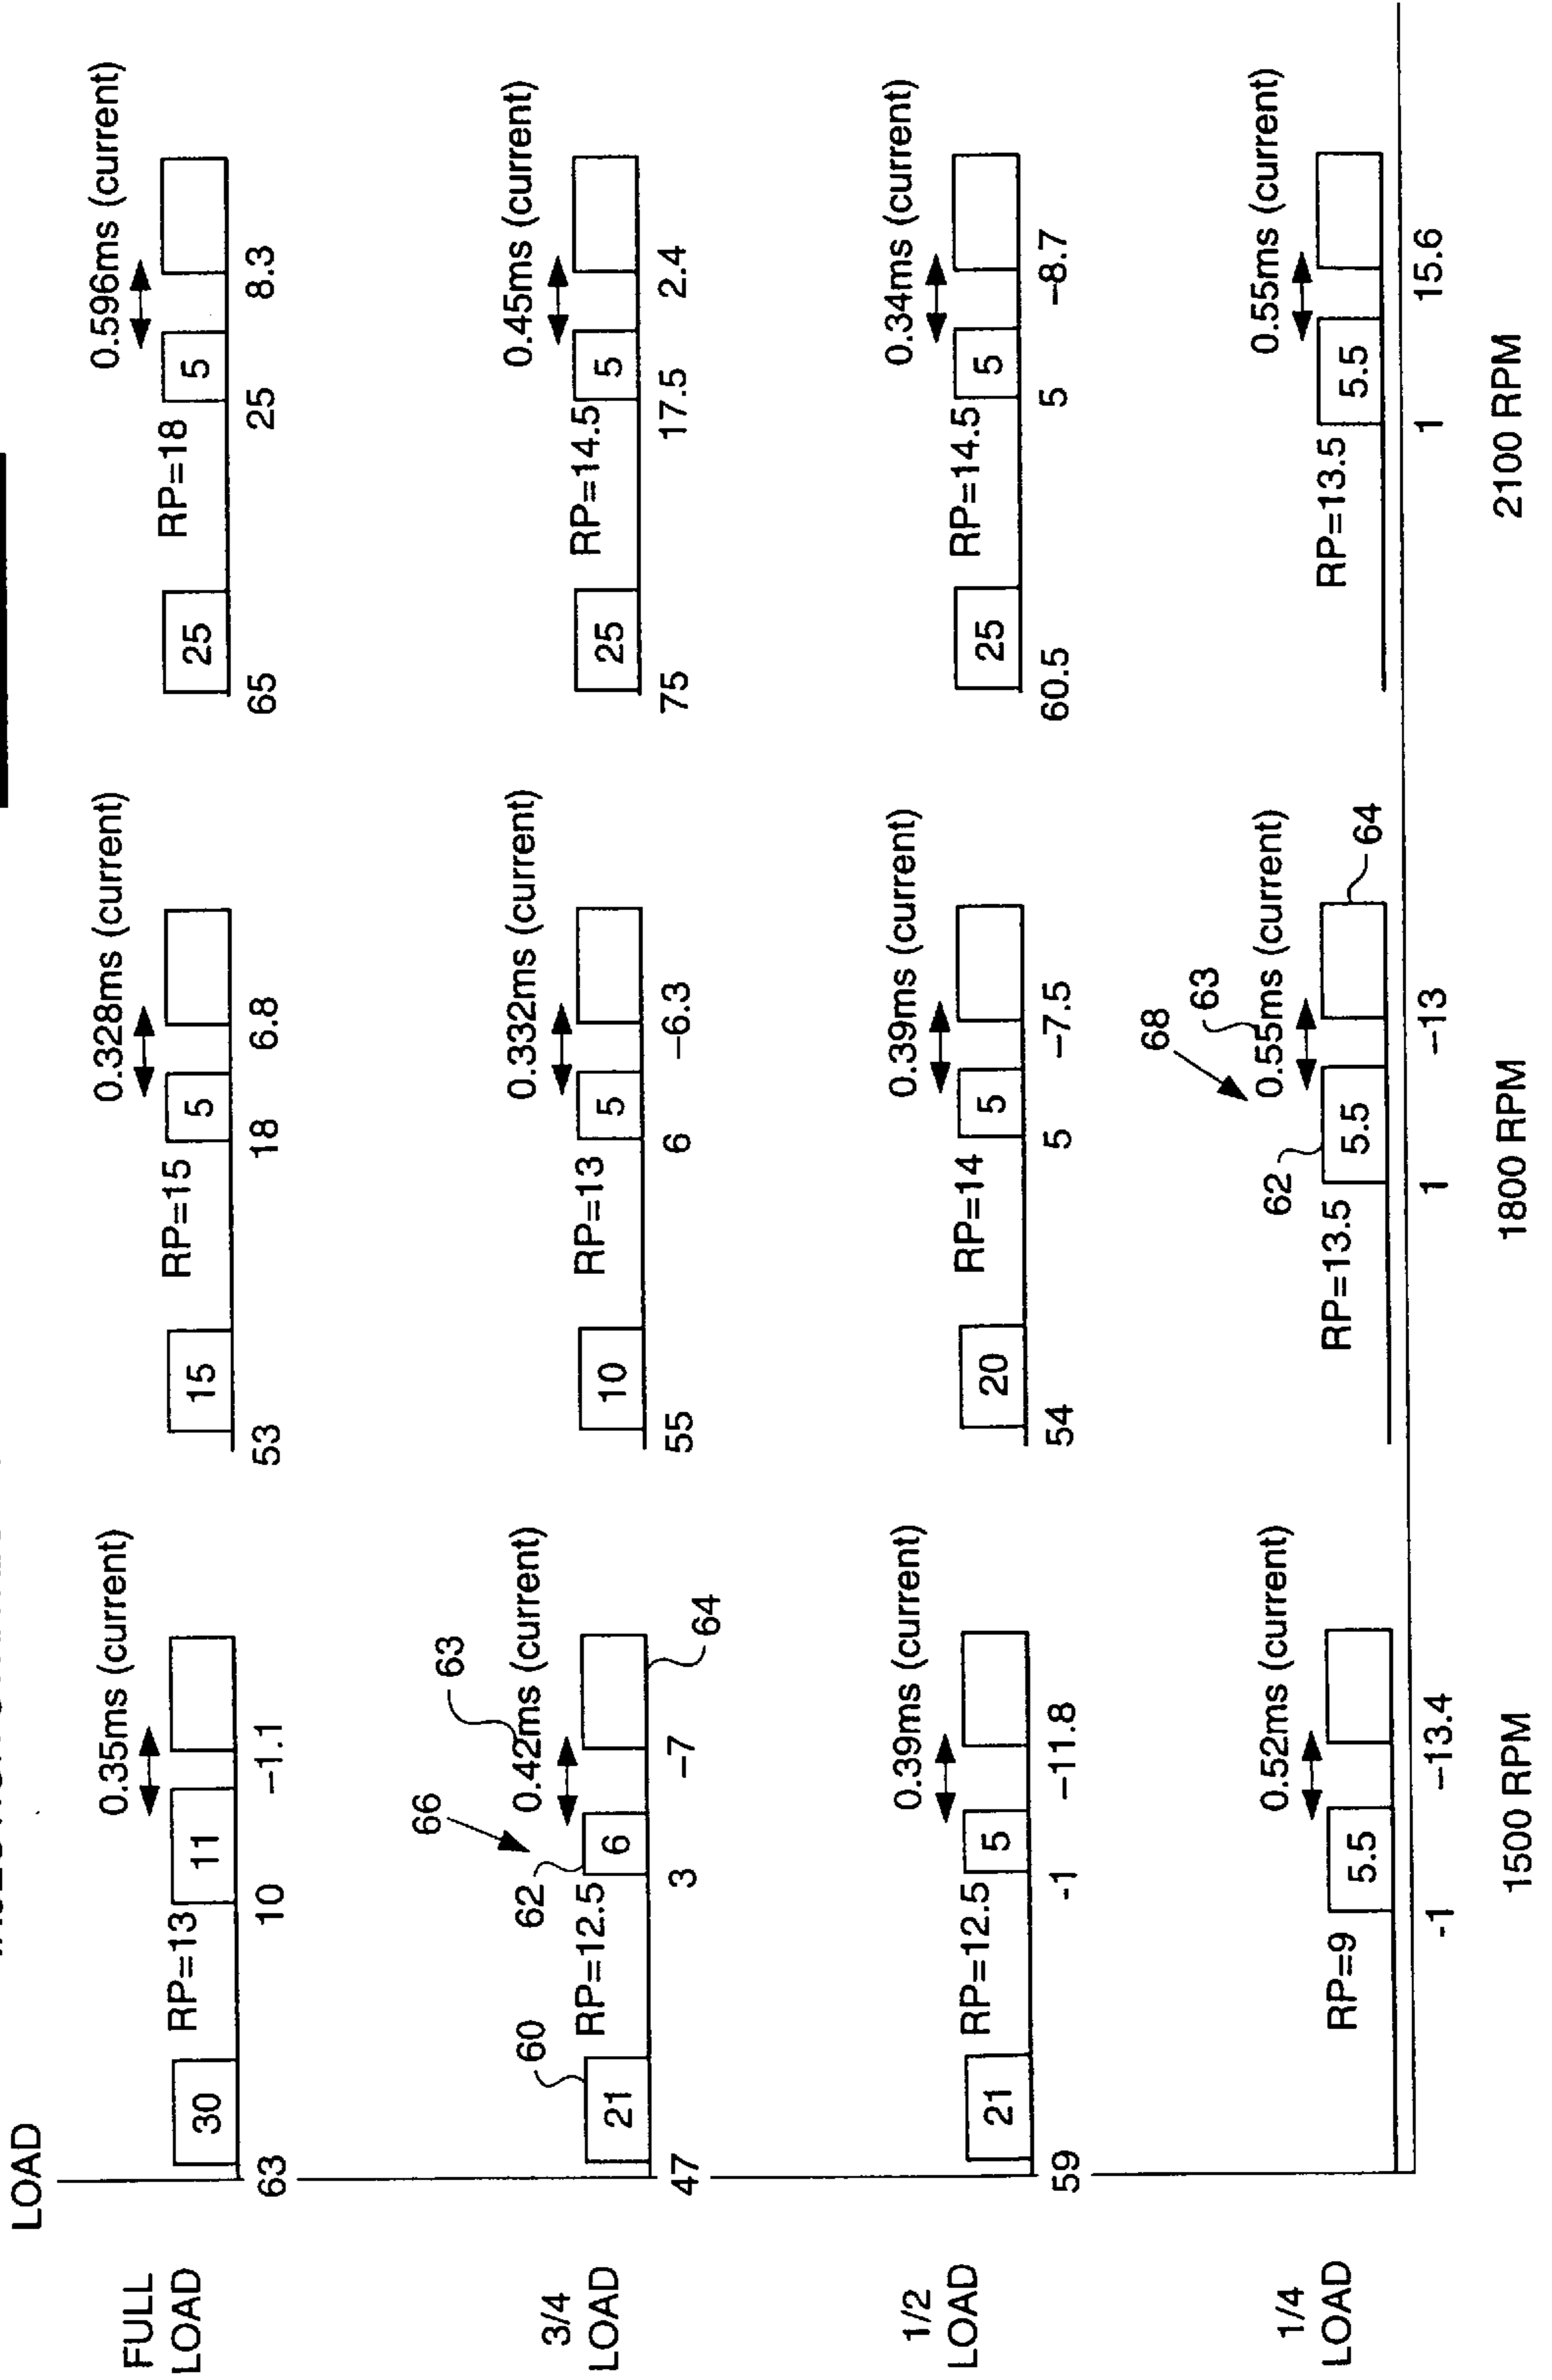 LOAD
FULL
LOAD
30
RP=13
11
0.35ms (current)
63
10
–1.1
15
RP=15
5
0.328ms (current)
53
18
6.8
25
RP=18
5
0.596ms (current)
65
25
8.3
3/4
LOAD
60
21
RP=12.5
62
6
66
63
0.42ms (current)
64
47
3
–7
10
RP=13
5
0.332ms (current)
55
6
–6.3
25
RP=14.5
5
0.45ms (current)
75
17.5
2.4
1/2
LOAD
21
RP=12.5
5
0.39ms (current)
59
-1
–11.8
20
RP=14
5
0.39ms (current)
54
5
–7.5
25
RP=14.5
5
0.34ms (current)
60.5
5
–8.7
1/4
LOAD
RP=9
5.5
0.52ms (current)
-1
–13.4
RP=13.5
62
5.5
68
63
0.55ms (current)
64
1
–13
RP=13.5
5.5
0.55ms (current)
1
15.6
1500 RPM
1800 RPM
2100 RPM